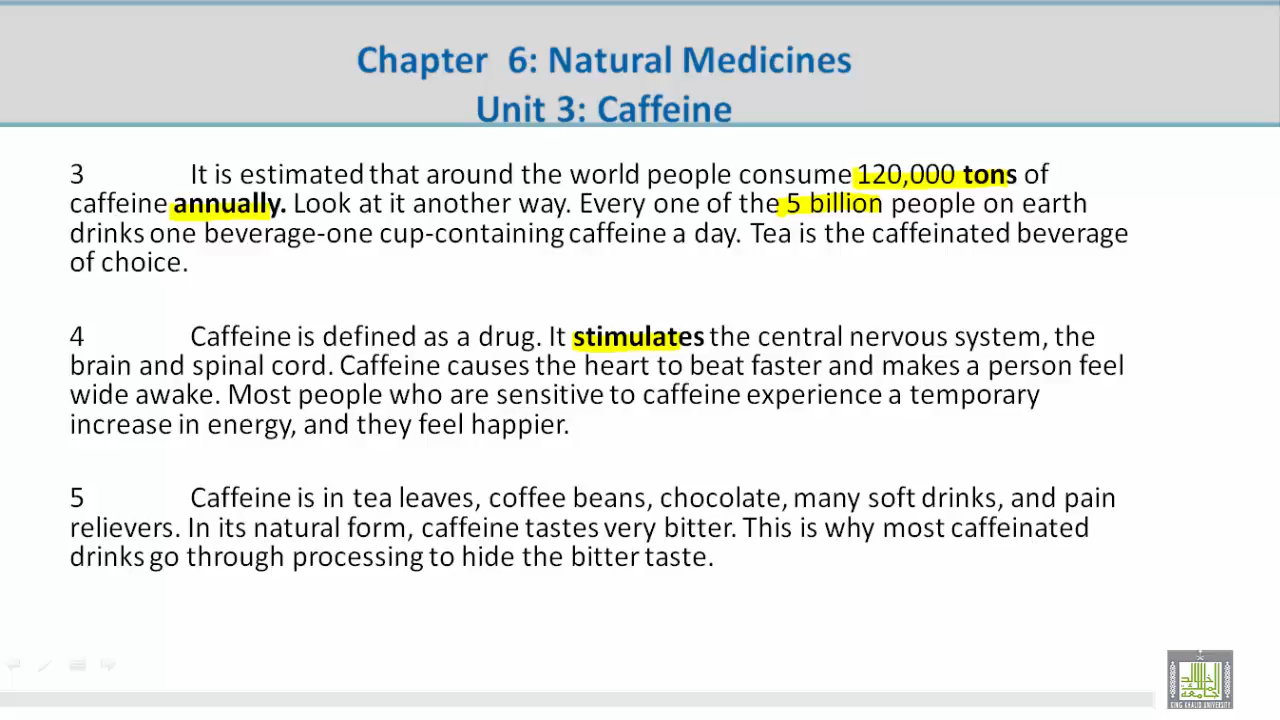 Chapter 6: Natural Medicines
Unit 3: Caffeine
3 It is estimated that around the world people consume 120,000 tons of
caffeine annually. Look at it another way. Every one of the 5 billion people on earth
drinks one beverage-one cup-containing caffeine a day. Tea is the caffeinated beverage
of choice.
4 Caffeine is defined as a drug. It stimulates the central nervous system, the
brain and spinal cord. Caffeine causes the heart to beat faster and makes a person feel
wide awake. Most people who are sensitive to caffeine experience a temporary
increase in energy, and they feel happier.
5 Caffeine is in tea leaves, coffee beans, chocolate, many soft drinks, and pain
relievers. In its natural form, caffeine tastes very bitter. This is why most caffeinated
drinks go through processing to hide the bitter taste.
KING KHALID UNIVERSITY